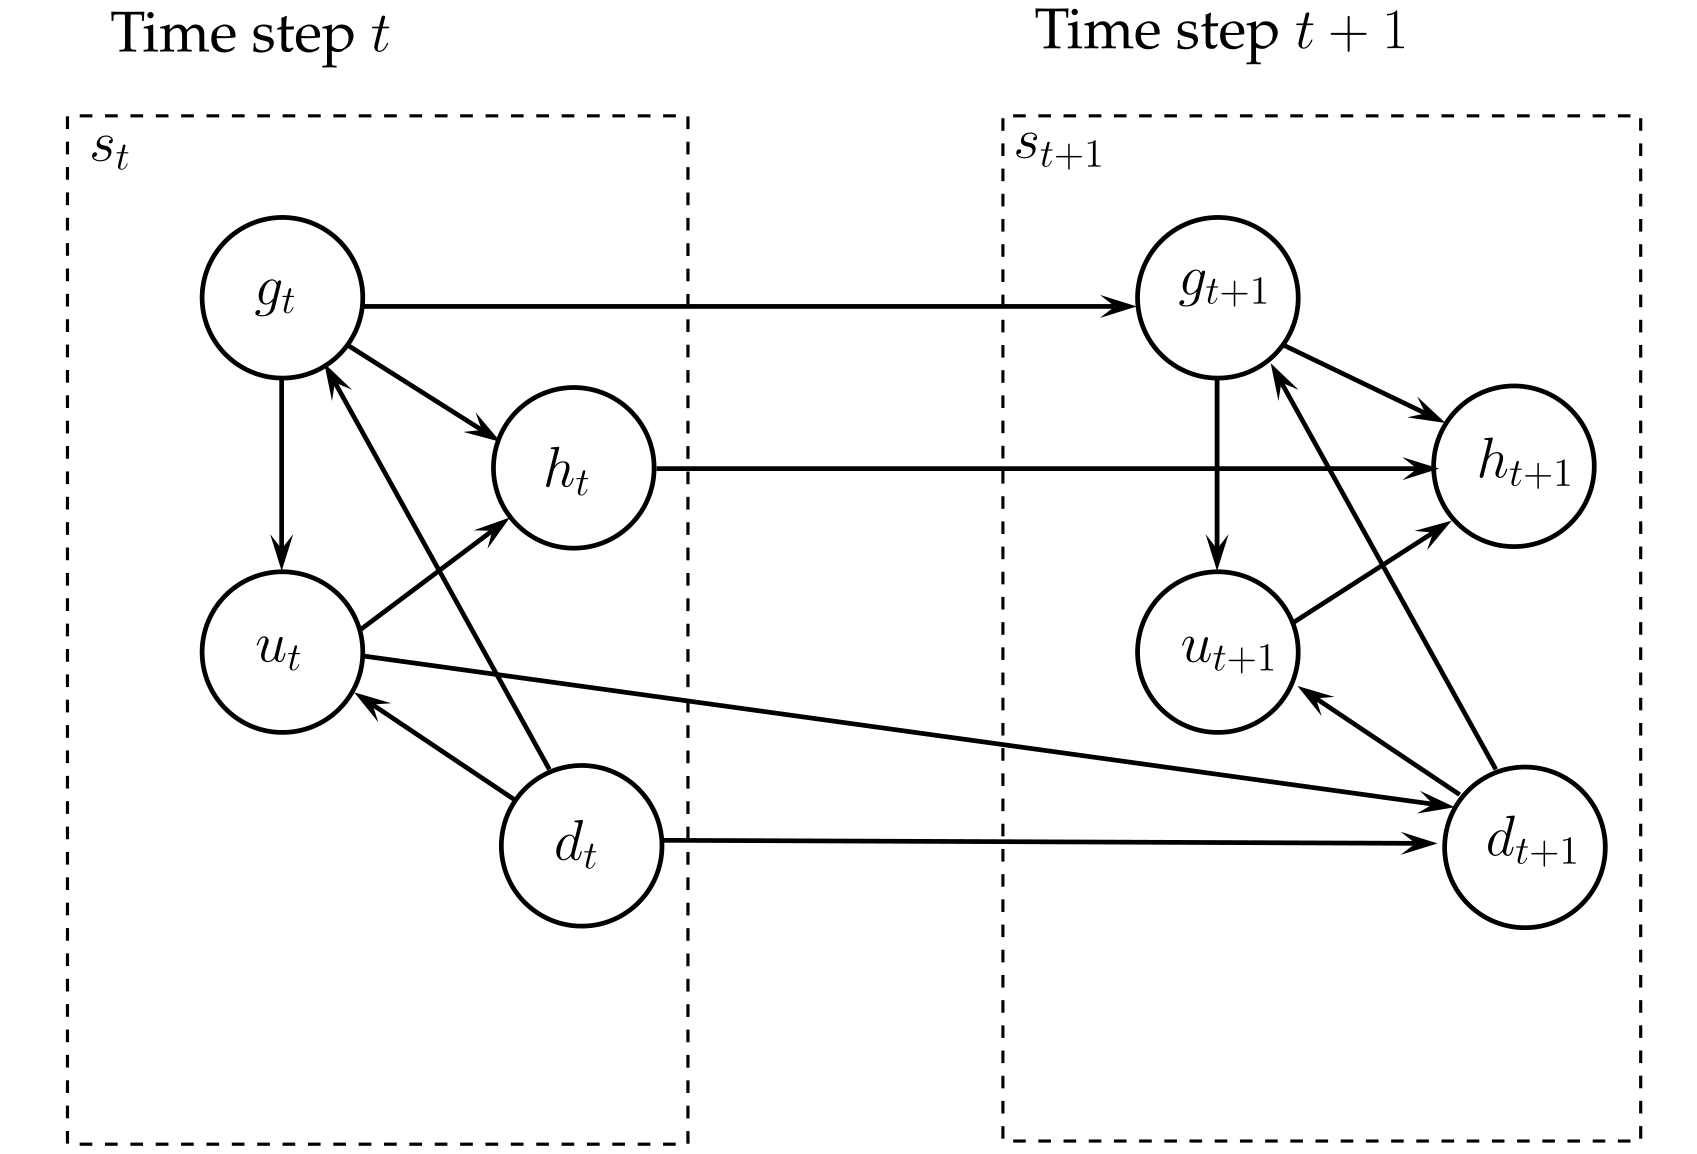 Time step t
Time step t + 1
s_t
s_{t+1}
g_t
g_{t+1}
h_t
h_{t+1}
u_t
u_{t+1}
d_t
d_{t+1}